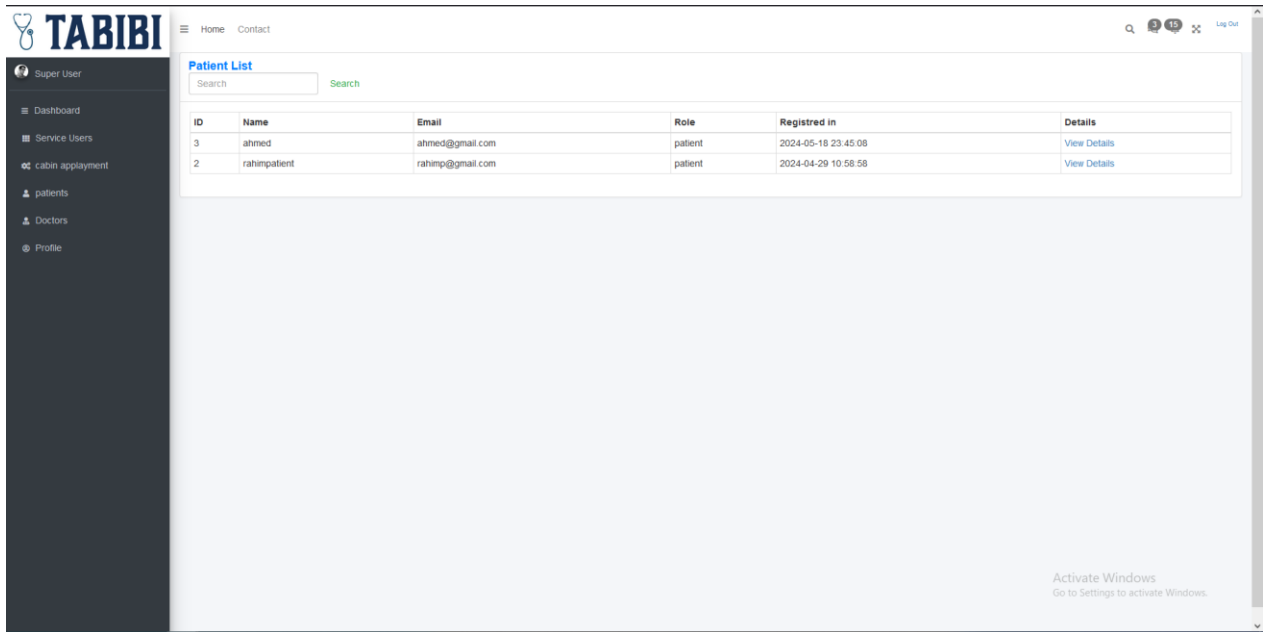 TABIBI
Home Contact
3 15 Log Out
Super User
Dashboard
Service Users
cabin applayment
patients
Doctors
Profile
Patient List
Search Search
ID Name Email Role Registred in Details
3 ahmed ahmed@gmail.com patient 2024-05-18 23:45:08 View Details
2 rahimpatient rahimp@gmail.com patient 2024-04-29 10:58:58 View Details
Activate Windows
Go to Settings to activate Windows.